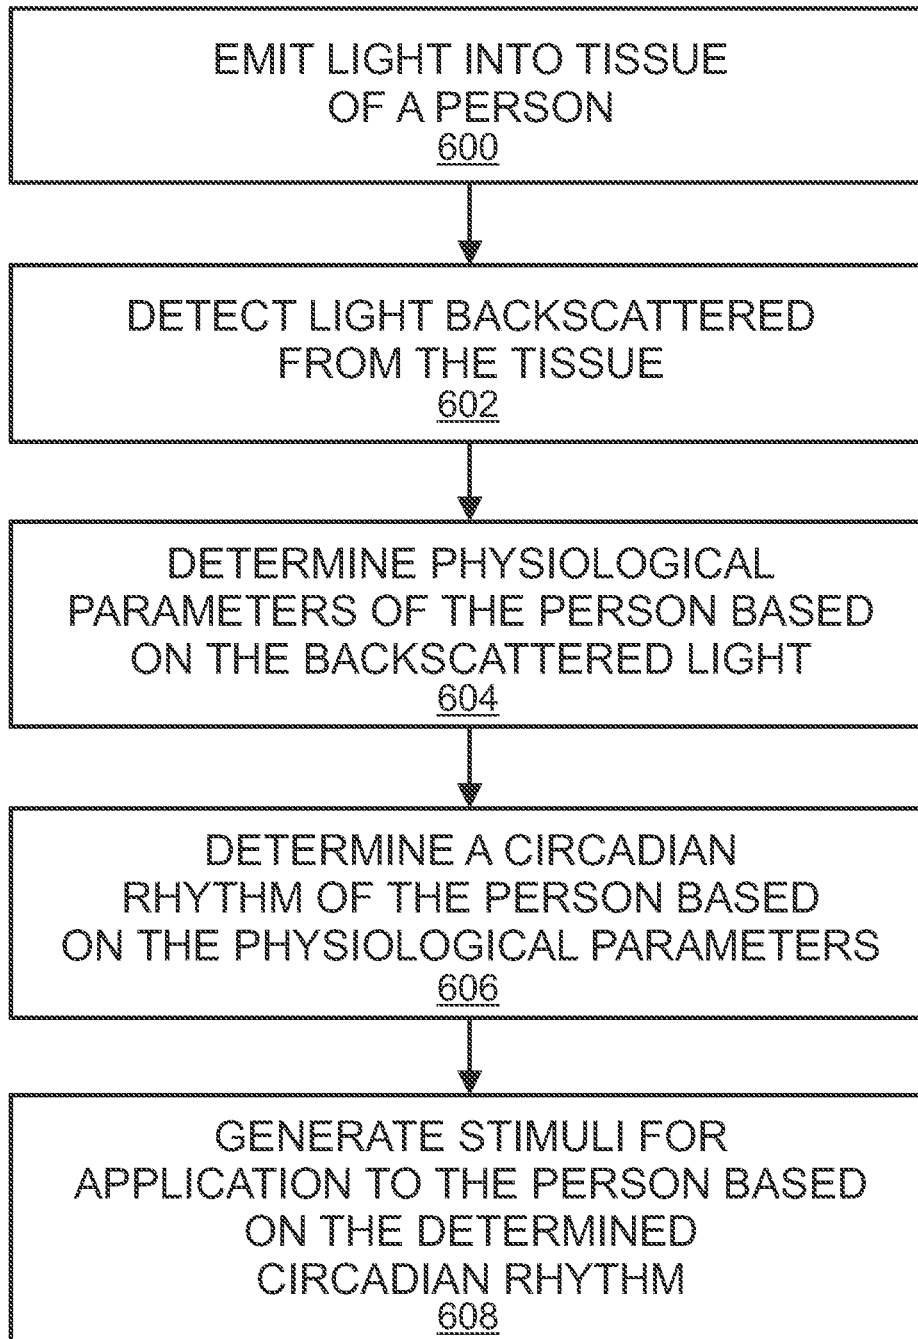 EMIT LIGHT INTO TISSUE
OF A PERSON
600
DETECT LIGHT BACKSCATTERED
FROM THE TISSUE
602
DETERMINE PHYSIOLOGICAL
PARAMETERS OF THE PERSON BASED
ON THE BACKSCATTERED LIGHT
604
DETERMINE A CIRCADIAN
RHYTHM OF THE PERSON BASED
ON THE PHYSIOLOGICAL PARAMETERS
606
GENERATE STIMULI FOR
APPLICATION TO THE PERSON BASED
ON THE DETERMINED
CIRCADIAN RHYTHM
608